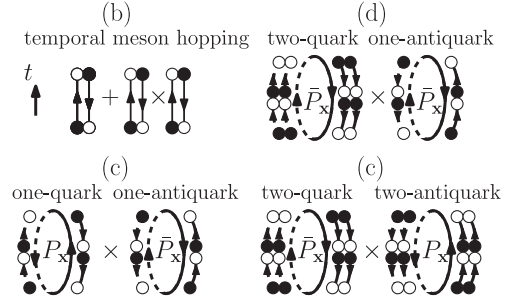 (b)
temporal meson hopping
t
+
×
(d)
two-quark one-antiquark
P̄ₓ × P̄ₓ
(c)
one-quark one-antiquark
Pₓ × P̄ₓ
(c)
two-quark two-antiquark
P̄ₓ × Pₓ